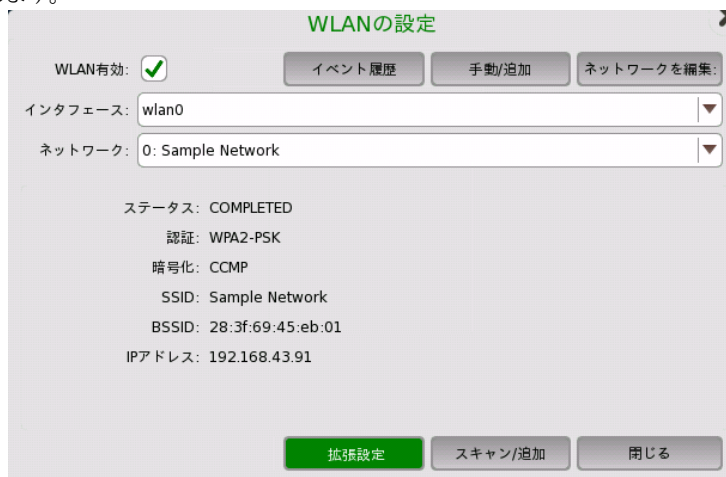 ます。
WLANの設定
WLAN有効:
イベント履歴
手動/追加
ネットワークを編集:
インタフェース: wlan0
ネットワーク: 0: Sample Network
ステータス: COMPLETED
認証: WPA2-PSK
暗号化: CCMP
SSID: Sample Network
BSSID: 28:3f:69:45:eb:01
IPアドレス: 192.168.43.91
拡張設定
スキャン/追加
閉じる